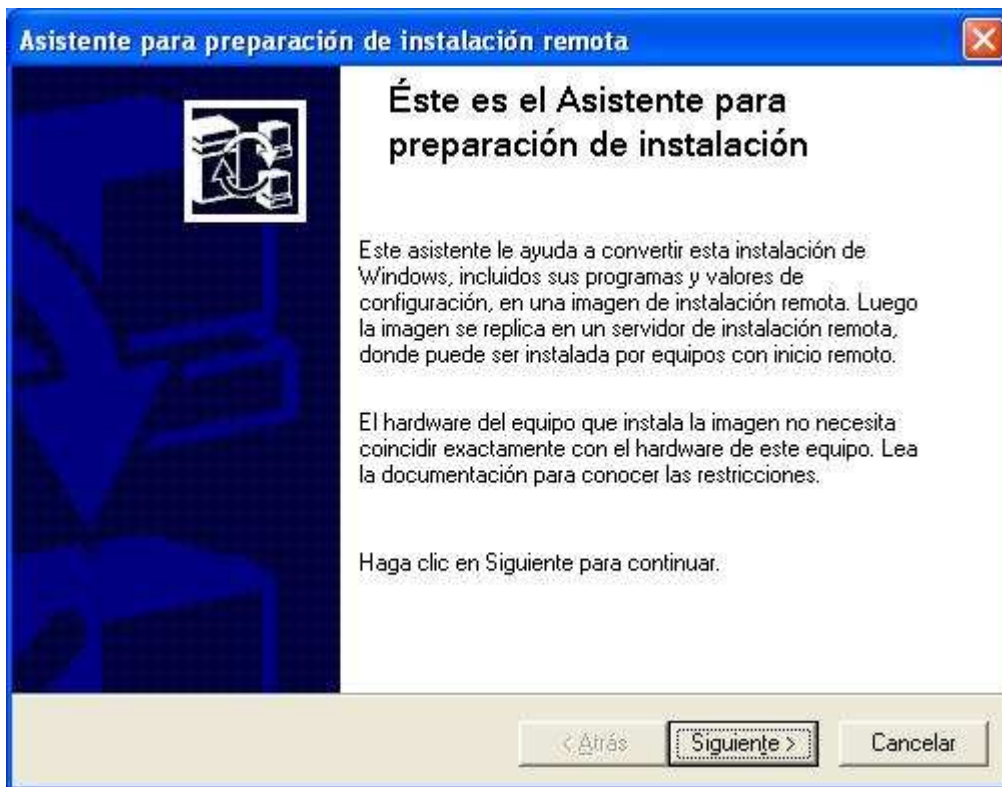 Asistente para preparación de instalación remota
Éste es el Asistente para
preparación de instalación
Este asistente le ayuda a convertir esta instalación de
Windows, incluidos sus programas y valores de
configuración, en una imagen de instalación remota. Luego
la imagen se replica en un servidor de instalación remota,
donde puede ser instalada por equipos con inicio remoto.
El hardware del equipo que instala la imagen no necesita
coincidir exactamente con el hardware de este equipo. Lea
la documentación para conocer las restricciones.
Haga clic en Siguiente para continuar.
< Atrás Siguiente > Cancelar